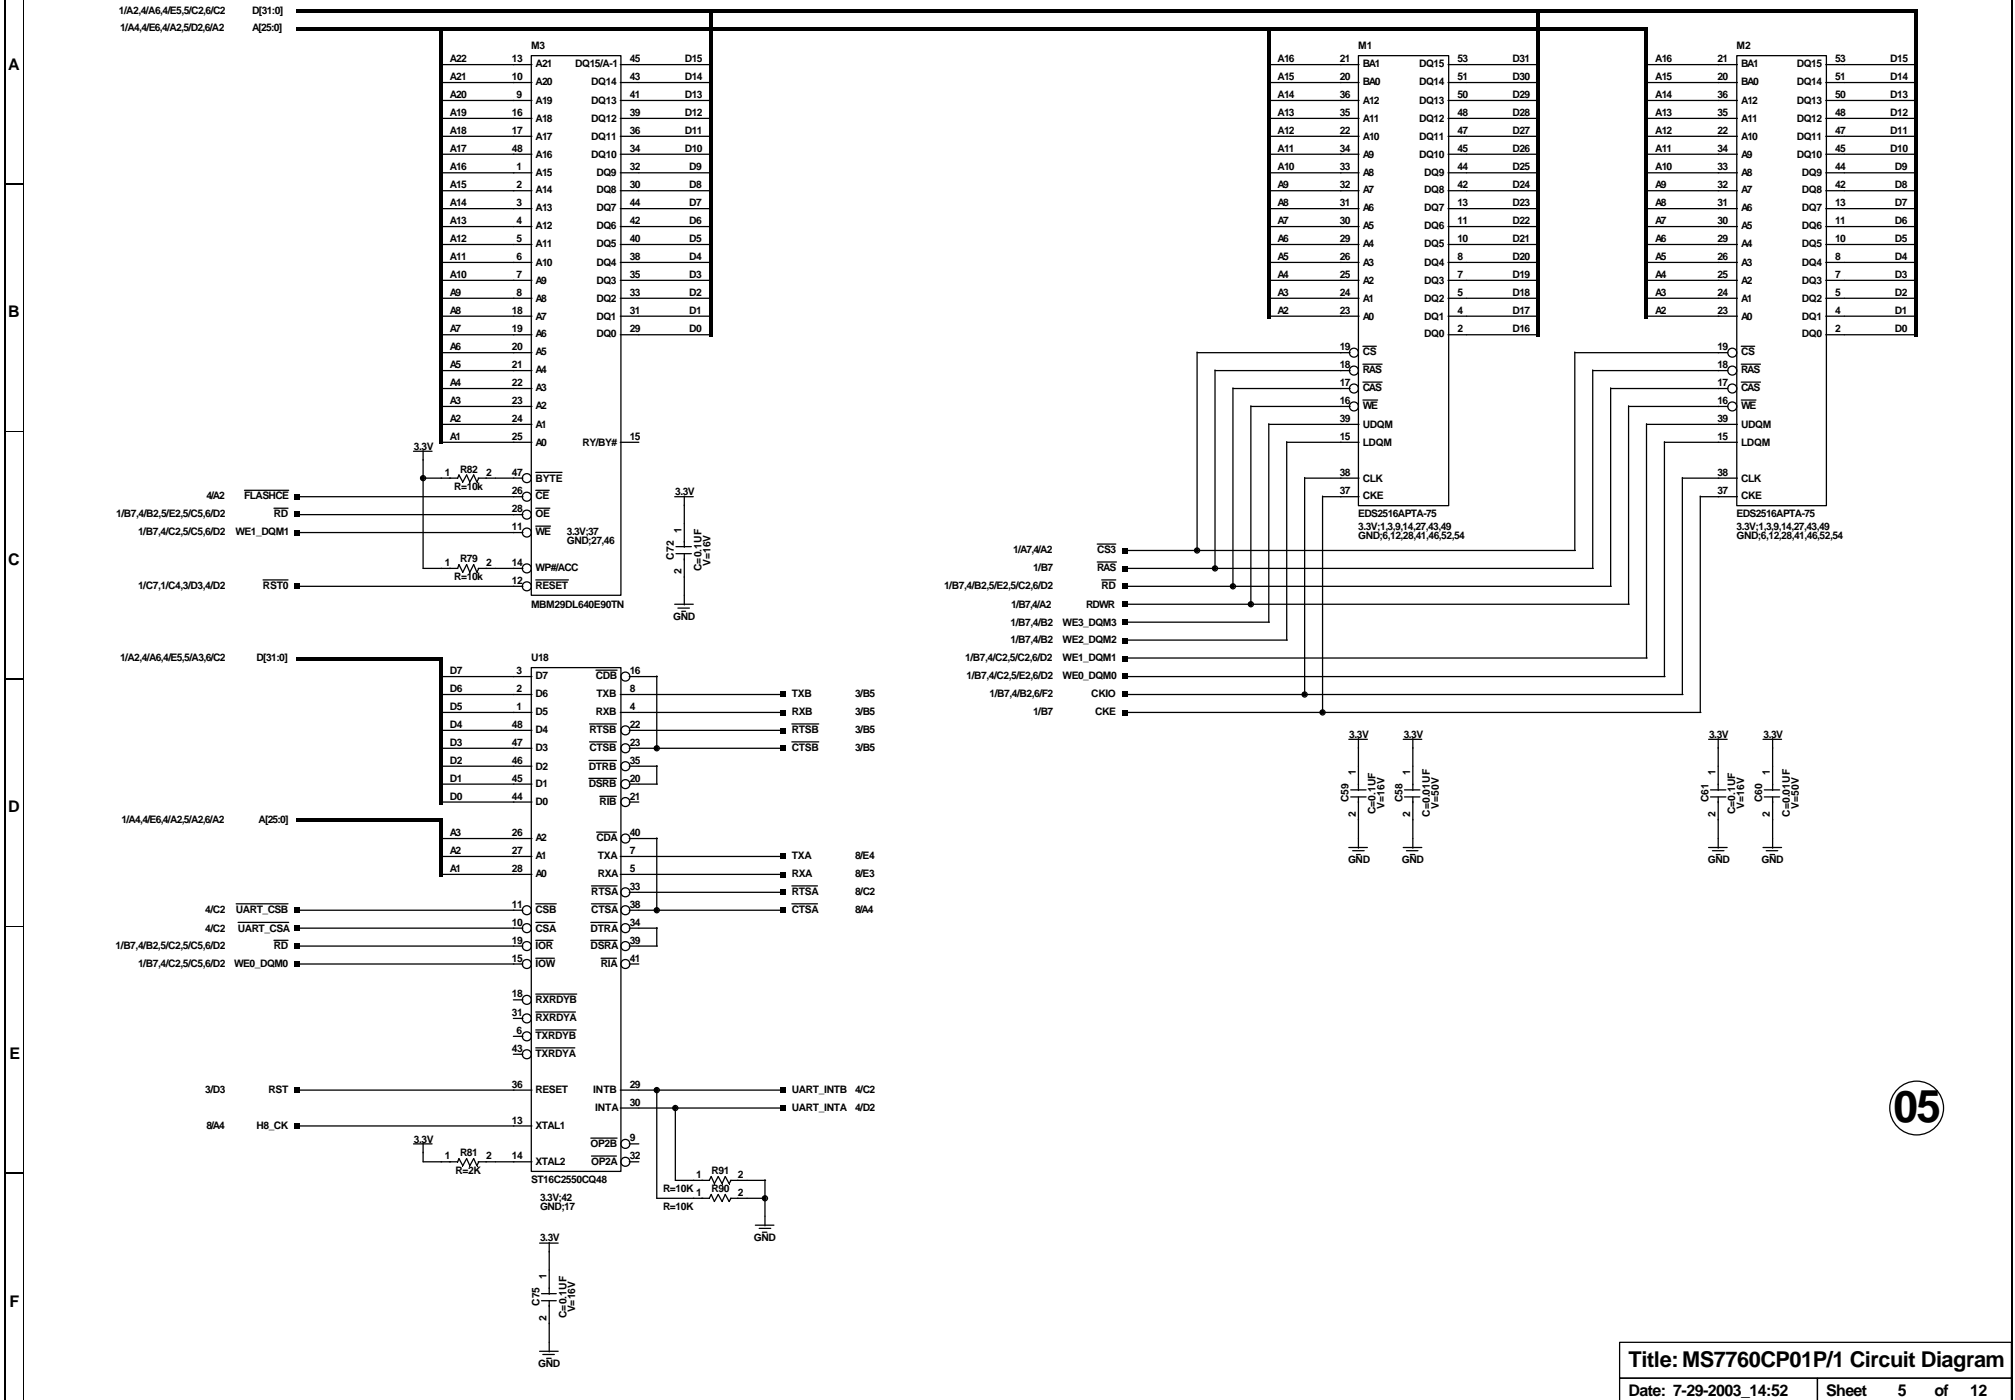 1/A2,4/A6,4/E5,5/C2,6/C2 D[31:0]
1/A4,4/E6,4/A2,5/D2,6/A2 A[25:0]
A
B
C
D
E
F
M3
A22 13 A21 DQ15/A-1 45 D15
A21 10 A20 DQ14 43 D14
A20 9 A19 DQ13 41 D13
A19 16 A18 DQ12 39 D12
A18 17 A17 DQ11 36 D11
A17 48 A16 DQ10 34 D10
A16 1 A15 DQ9 32 D9
A15 2 A14 DQ8 30 D8
A14 3 A13 DQ7 44 D7
A13 4 A12 DQ6 42 D6
A12 5 A11 DQ5 40 D5
A11 6 A10 DQ4 38 D4
A10 7 A9 DQ3 35 D3
A9 8 A8 DQ2 33 D2
A8 18 A7 DQ1 31 D1
A7 19 A6 DQ0 29 D0
A6 20 A5
A5 21 A4
A4 22 A3
A3 23 A2
A2 24 A1
A1 25 A0 RY/BY# 15
3.3V
1 R82 2 47 BYTE
R=10k
4/A2 FLASHCE 26 CE
1/B7,4/B2,5/E2,5/C5,6/D2 RD 28 OE
1/B7,4/C2,5/C5,6/D2 WE1_DQM1 11 WE
3.3V;37
GND;27,46
1 R79 2 14 WP#/ACC
R=10k
1/C7,1/C4,3/D3,4/D2 RST0 12 RESET
MBM29DL640E90TN
3.3V
C72 1 2
C=0.1UF
V=16V
GND
M1
A16 21 BA1 DQ15 53 D31
A15 20 BA0 DQ14 51 D30
A14 36 A12 DQ13 50 D29
A13 35 A11 DQ12 48 D28
A12 22 A10 DQ11 47 D27
A11 34 A9 DQ10 45 D26
A10 33 A8 DQ9 44 D25
A9 32 A7 DQ8 42 D24
A8 31 A6 DQ7 13 D23
A7 30 A5 DQ6 11 D22
A6 29 A4 DQ5 10 D21
A5 26 A3 DQ4 8 D20
A4 25 A2 DQ3 7 D19
A3 24 A1 DQ2 5 D18
A2 23 A0 DQ1 4 D17
DQ0 2 D16
19 CS
18 RAS
17 CAS
16 WE
39 UDQM
15 LDQM
38 CLK
37 CKE
EDS2516APTA-75
3.3V;1,3,9,14,27,43,49
GND;6,12,28,41,46,52,54
M2
A16 21 BA1 DQ15 53 D15
A15 20 BA0 DQ14 51 D14
A14 36 A12 DQ13 50 D13
A13 35 A11 DQ12 48 D12
A12 22 A10 DQ11 47 D11
A11 34 A9 DQ10 45 D10
A10 33 A8 DQ9 44 D9
A9 32 A7 DQ8 42 D8
A8 31 A6 DQ7 13 D7
A7 30 A5 DQ6 11 D6
A6 29 A4 DQ5 10 D5
A5 26 A3 DQ4 8 D4
A4 25 A2 DQ3 7 D3
A3 24 A1 DQ2 5 D2
A2 23 A0 DQ1 4 D1
DQ0 2 D0
19 CS
18 RAS
17 CAS
16 WE
39 UDQM
15 LDQM
38 CLK
37 CKE
EDS2516APTA-75
3.3V;1,3,9,14,27,43,49
GND;6,12,28,41,46,52,54
1/A7,4/A2 CS3
1/B7 RAS
1/B7,4/B2,5/E2,5/C2,6/D2 RD
1/B7,4/A2 RDWR
1/B7,4/B2 WE3_DQM3
1/B7,4/B2 WE2_DQM2
1/B7,4/C2,5/C2,6/D2 WE1_DQM1
1/B7,4/C2,5/E2,6/D2 WE0_DQM0
1/B7,4/B2,6/F2 CKIO
1/B7 CKE
3.3V 3.3V 3.3V 3.3V
C59 1 2 C=0.1UF V=16V
C58 1 2 C=0.01UF V=50V
C61 1 2 C=0.1UF V=16V
C60 1 2 C=0.01UF V=50V
GND GND GND GND
1/A2,4/A6,4/E5,5/A3,6/C2 D[31:0]
U18
D7 3 D7 CDB 16
D6 2 D6 TXB 8 TXB 3/B5
D5 1 D5 RXB 4 RXB 3/B5
D4 48 D4 RTSB 22 RTSB 3/B5
D3 47 D3 CTSB 23 CTSB 3/B5
D2 46 D2 DTRB 35
D1 45 D1 DSRB 20
D0 44 D0 RIB 21
1/A4,4/E6,4/A2,5/A2,6/A2 A[25:0]
A3 26 A2 CDA 40
A2 27 A1 TXA 7 TXA 8/E4
A1 28 A0 RXA 5 RXA 8/E3
RTSA 33 RTSA 8/C2
4/C2 UART_CSB 11 CSB CTSA 38 CTSA 8/A4
4/C2 UART_CSA 10 CSA DTRA 34
1/B7,4/B2,5/C2,5/C5,6/D2 RD 19 IOR DSRA 39
1/B7,4/C2,5/C5,6/D2 WE0_DQM0 15 IOW RIA 41
18 RXRDYB
31 RXRDYA
6 TXRDYB
43 TXRDYA
3/D3 RST 36 RESET INTB 29 UART_INTB 4/C2
INTA 30 UART_INTA 4/D2
8/A4 H8_CK 13 XTAL1
OP2B 9
3.3V
1 R81 2 14 XTAL2 OP2A 32
R=2K
ST16C2550CQ48
3.3V;42
GND;17
R=10K 1 R91 2
R=10K 1 R90 2
GND
3.3V
C75 1 2
C=0.1UF
V=16V
GND
05
Title: MS7760CP01P/1 Circuit Diagram
Date: 7-29-2003_14:52 Sheet 5 of 12